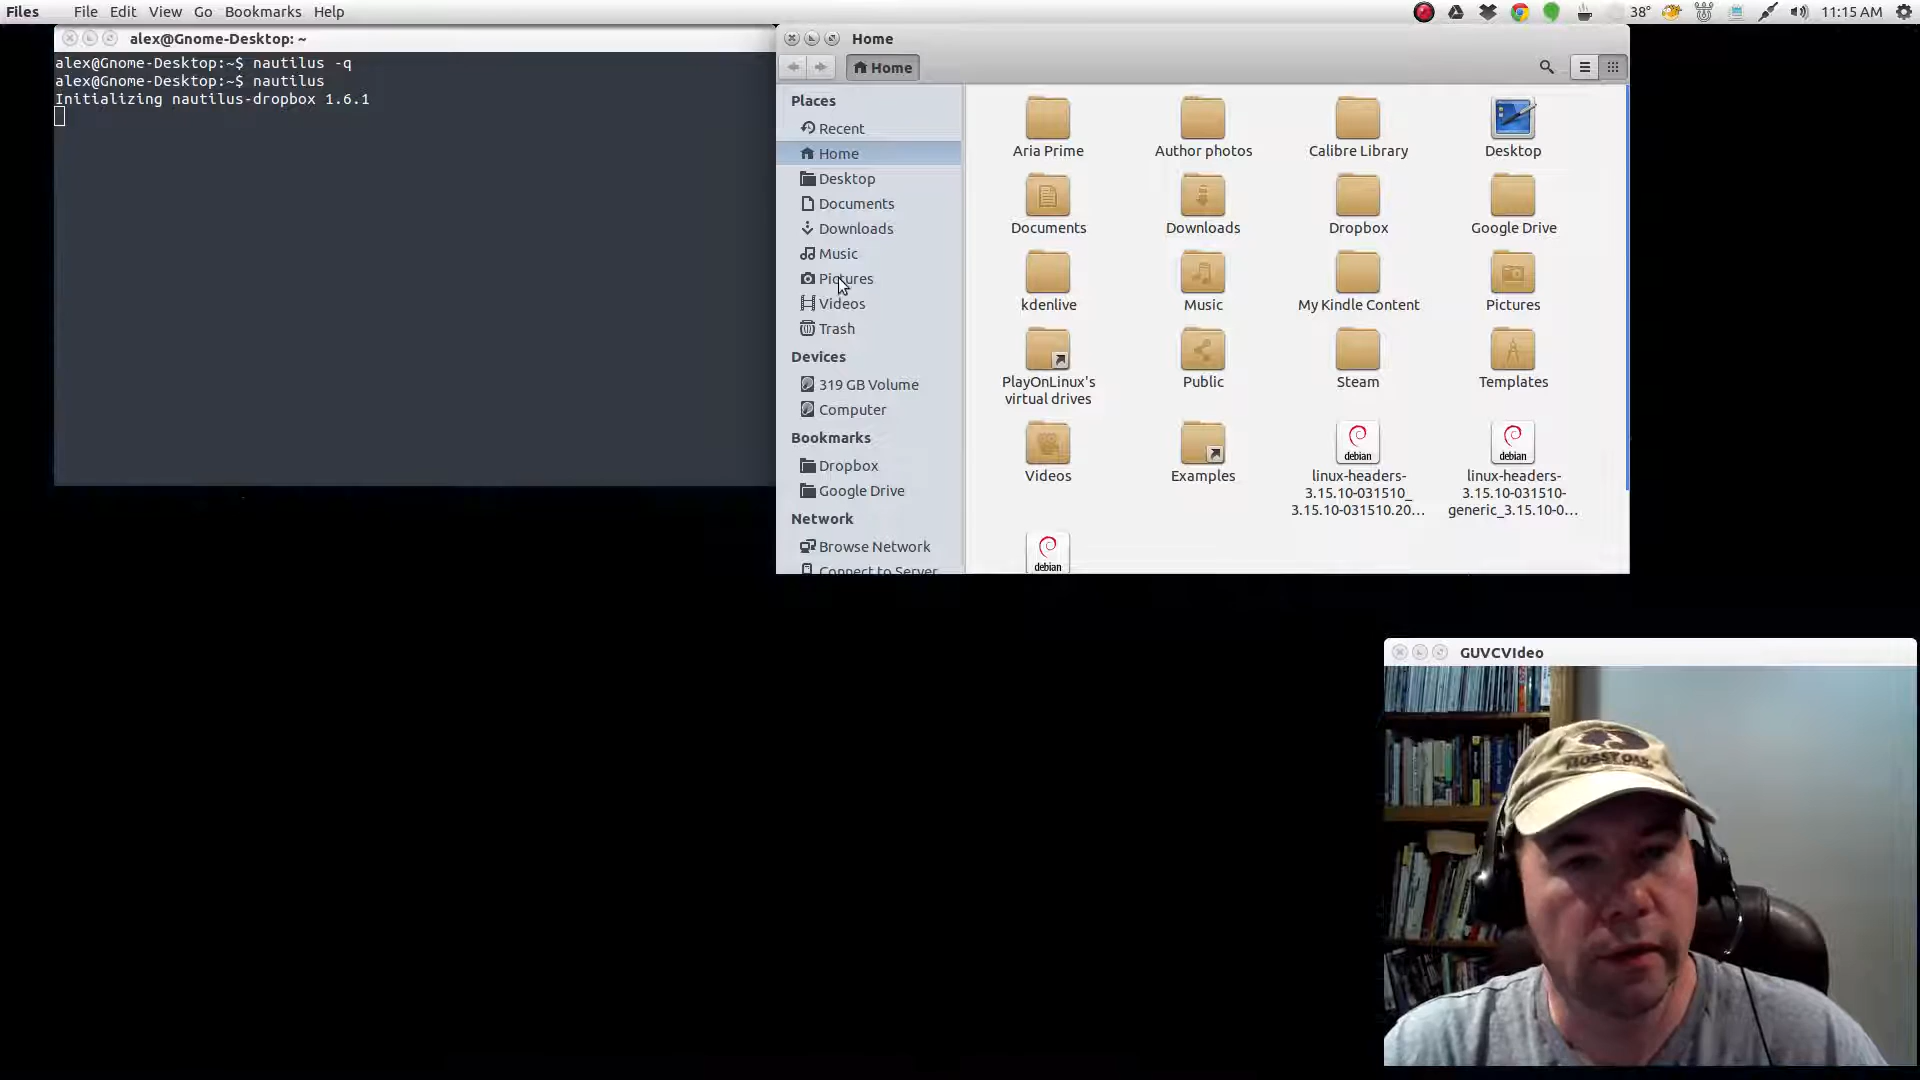 Files File Edit View Go Bookmarks Help 38° 11:15 AM
alex@Gnome-Desktop: ~
alex@Gnome-Desktop:~$ nautilus -q
alex@Gnome-Desktop:~$ nautilus
Initializing nautilus-dropbox 1.6.1
Home
Home
Places
Recent
Home
Desktop
Documents
Downloads
Music
Pictures
Videos
Trash
Devices
319 GB Volume
Computer
Bookmarks
Dropbox
Google Drive
Network
Browse Network
Connect to Server
Aria Prime
Author photos
Calibre Library
Desktop
Documents
Downloads
Dropbox
Google Drive
kdenlive
Music
My Kindle Content
Pictures
PlayOnLinux's
virtual drives
Public
Steam
Templates
Videos
Examples
debian
linux-headers-
3.15.10-031510_
3.15.10-031510.20...
debian
linux-headers-
3.15.10-031510-
generic_3.15.10-0...
debian
GUVCVIdeo
MOSSY OAK